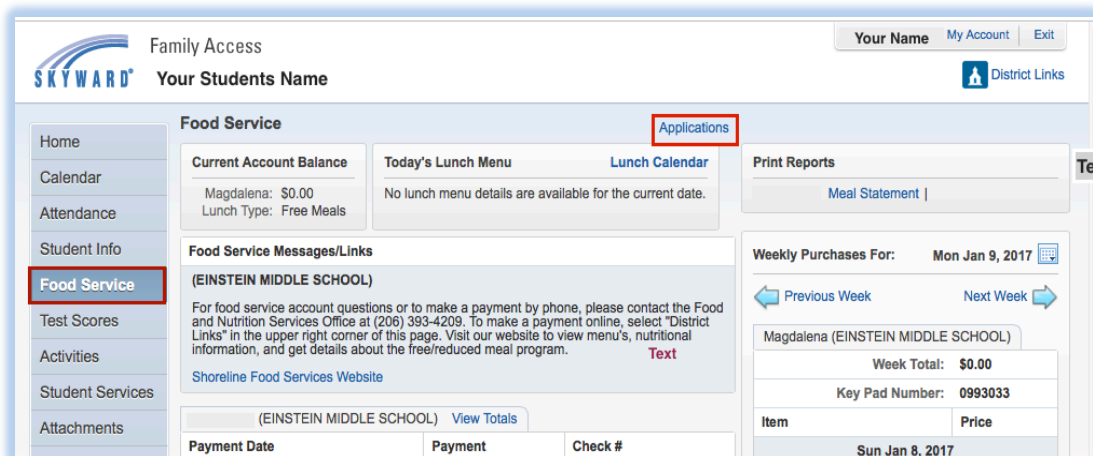 Family Access
SKYWARD®
Your Students Name
Your Name My Account Exit
District Links
Home
Calendar
Attendance
Student Info
Food Service
Test Scores
Activities
Student Services
Attachments
Food Service
Applications
Current Account Balance
Magdalena: $0.00
Lunch Type: Free Meals
Today's Lunch Menu Lunch Calendar
No lunch menu details are available for the current date.
Print Reports
Meal Statement |
Te
Food Service Messages/Links
(EINSTEIN MIDDLE SCHOOL)
For food service account questions or to make a payment by phone, please contact the Food
and Nutrition Services Office at (206) 393-4209. To make a payment online, select "District
Links" in the upper right corner of this page. Visit our website to view menu's, nutritional
information, and get details about the free/reduced meal program.
Text
Shoreline Food Services Website
(EINSTEIN MIDDLE SCHOOL) View Totals
Payment Date Payment Check #
Weekly Purchases For: Mon Jan 9, 2017
Previous Week Next Week
Magdalena (EINSTEIN MIDDLE SCHOOL)
Week Total: $0.00
Key Pad Number: 0993033
Item Price
Sun Jan 8, 2017